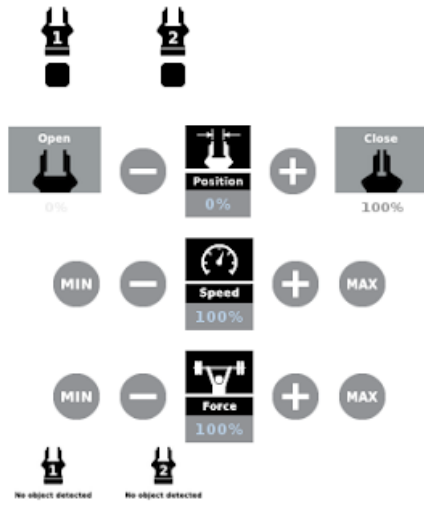 1 2
Open Close
Position
0% 0% 100%
MIN Speed MAX
100%
MIN Force MAX
100%
1 2
No object detected No object detected